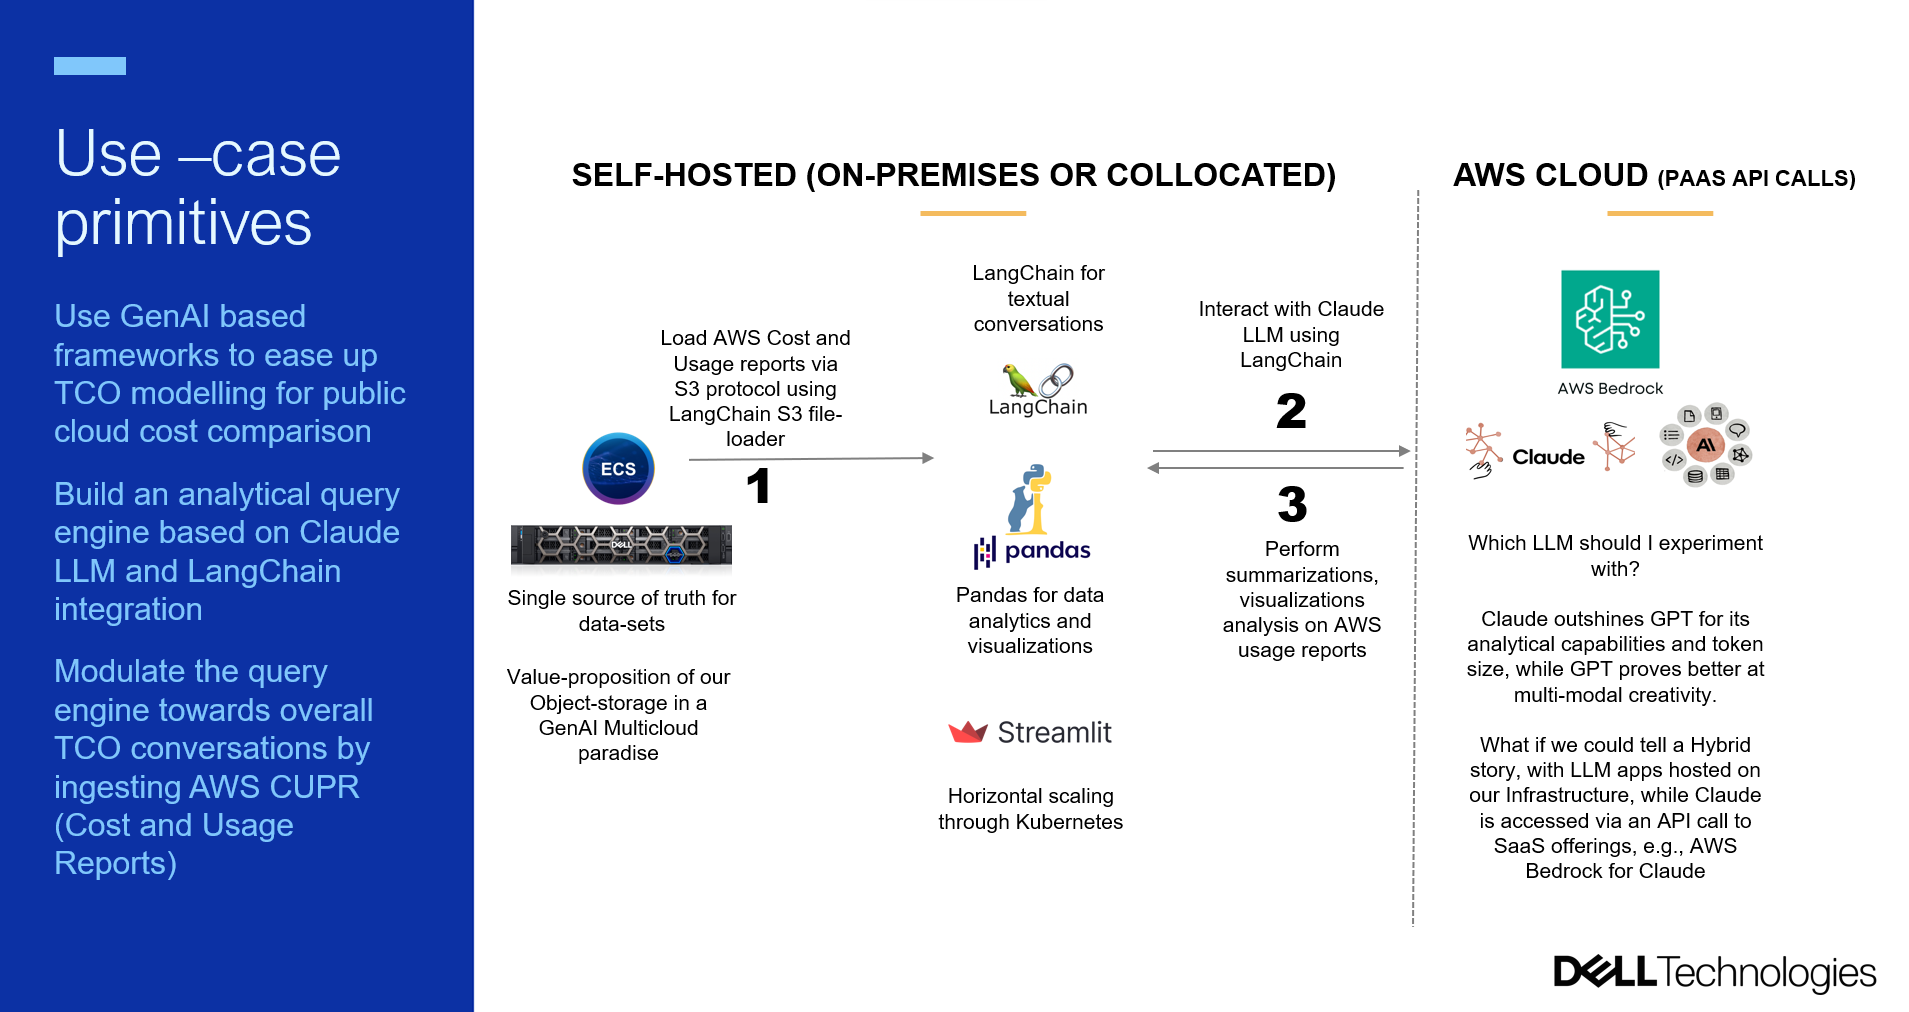 Use –case
primitives
Use GenAI based
frameworks to ease up
TCO modelling for public
cloud cost comparison
Build an analytical query
engine based on Claude
LLM and LangChain
integration
Modulate the query
engine towards overall
TCO conversations by
ingesting AWS CUPR
(Cost and Usage
Reports)
SELF-HOSTED (ON-PREMISES OR COLLOCATED)
Load AWS Cost and
Usage reports via
S3 protocol using
LangChain S3 file-
loader
1
ECS
DELL
Single source of truth for
data-sets
Value-proposition of our
Object-storage in a
GenAI Multicloud
paradise
LangChain for
textual
conversations
LangChain
pandas
Pandas for data
analytics and
visualizations
Streamlit
Horizontal scaling
through Kubernetes
Interact with Claude
LLM using
LangChain
2
3
Perform
summarizations,
visualizations
analysis on AWS
usage reports
AWS CLOUD (PAAS API CALLS)
AWS Bedrock
Claude
AI
Which LLM should I experiment
with?
Claude outshines GPT for its
analytical capabilities and token
size, while GPT proves better at
multi-modal creativity.
What if we could tell a Hybrid
story, with LLM apps hosted on
our Infrastructure, while Claude
is accessed via an API call to
SaaS offerings, e.g., AWS
Bedrock for Claude
DELL Technologies